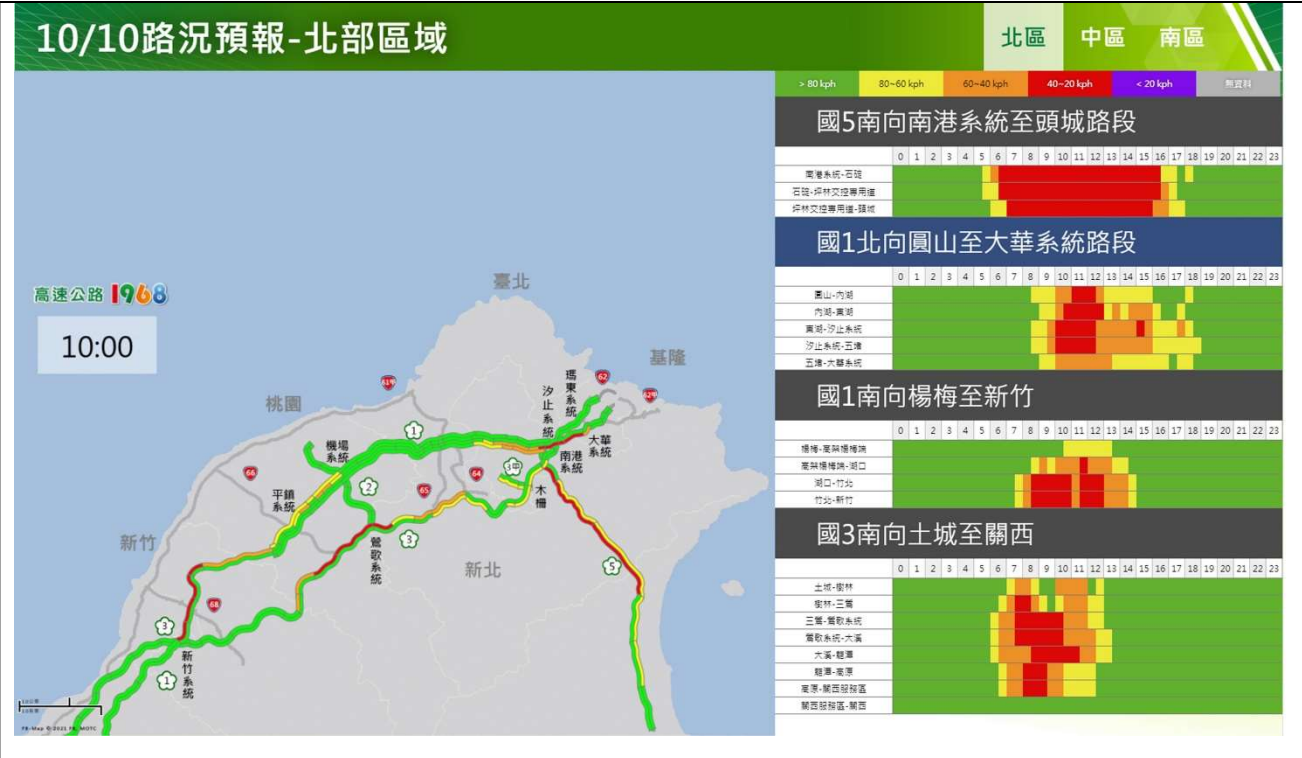 10/10路況預報-北部區域
北區 中區 南區
> 80 kph 80~60 kph 60~40 kph 40~20 kph < 20 kph 無資料
國5南向南港系統至頭城路段
0 1 2 3 4 5 6 7 8 9 10 11 12 13 14 15 16 17 18 19 20 21 22 23
南港系統-石碇
石碇-坪林交控專用道
坪林交控專用道-頭城
國1北向圓山至大華系統路段
0 1 2 3 4 5 6 7 8 9 10 11 12 13 14 15 16 17 18 19 20 21 22 23
圓山-內湖
內湖-東湖
東湖-汐止系統
汐止系統-五堵
五堵-大華系統
國1南向楊梅至新竹
0 1 2 3 4 5 6 7 8 9 10 11 12 13 14 15 16 17 18 19 20 21 22 23
楊梅-高架楊梅端
高架楊梅端-湖口
湖口-竹北
竹北-新竹
國3南向土城至關西
0 1 2 3 4 5 6 7 8 9 10 11 12 13 14 15 16 17 18 19 20 21 22 23
土城-樹林
樹林-三鶯
三鶯-鶯歌系統
鶯歌系統-大溪
大溪-龍潭
龍潭-高原
高原-關西服務區
關西服務區-關西
高速公路1968
10:00
臺北
基隆
桃園
新竹
新北
61甲
62
62甲
瑪東系統
汐止系統
大華系統
南港系統
木柵
機場系統
平鎮系統
鶯歌系統
新竹系統
1
2
3
3甲
5
64
65
66
68
3
1